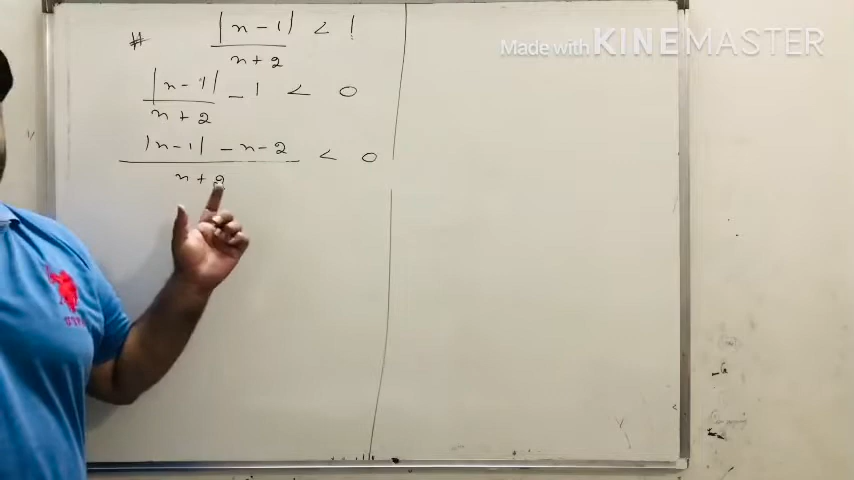 # |n-1| < 1
n+2
Made with KINEMASTER
|n-1| - 1 < 0
n+2
|n-1| - n - 2 < 0
n+2